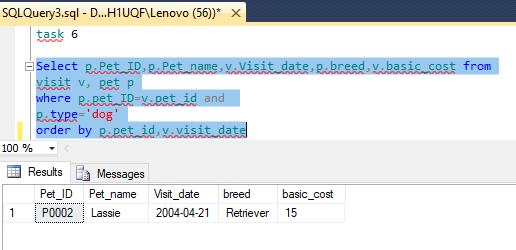 SQLQuery3.sql - D...H1UQF\Lenovo (56))*
task 6
Select p.Pet_ID,p.Pet_name,v.Visit_date,p.breed,v.basic_cost from
visit v, pet p
where p.pet_ID=v.pet_id and
p.type='dog'
order by p.pet_id,v.visit_date
100 %
Results Messages
Pet_ID Pet_name Visit_date breed basic_cost
1 P0002 Lassie 2004-04-21 Retriever 15